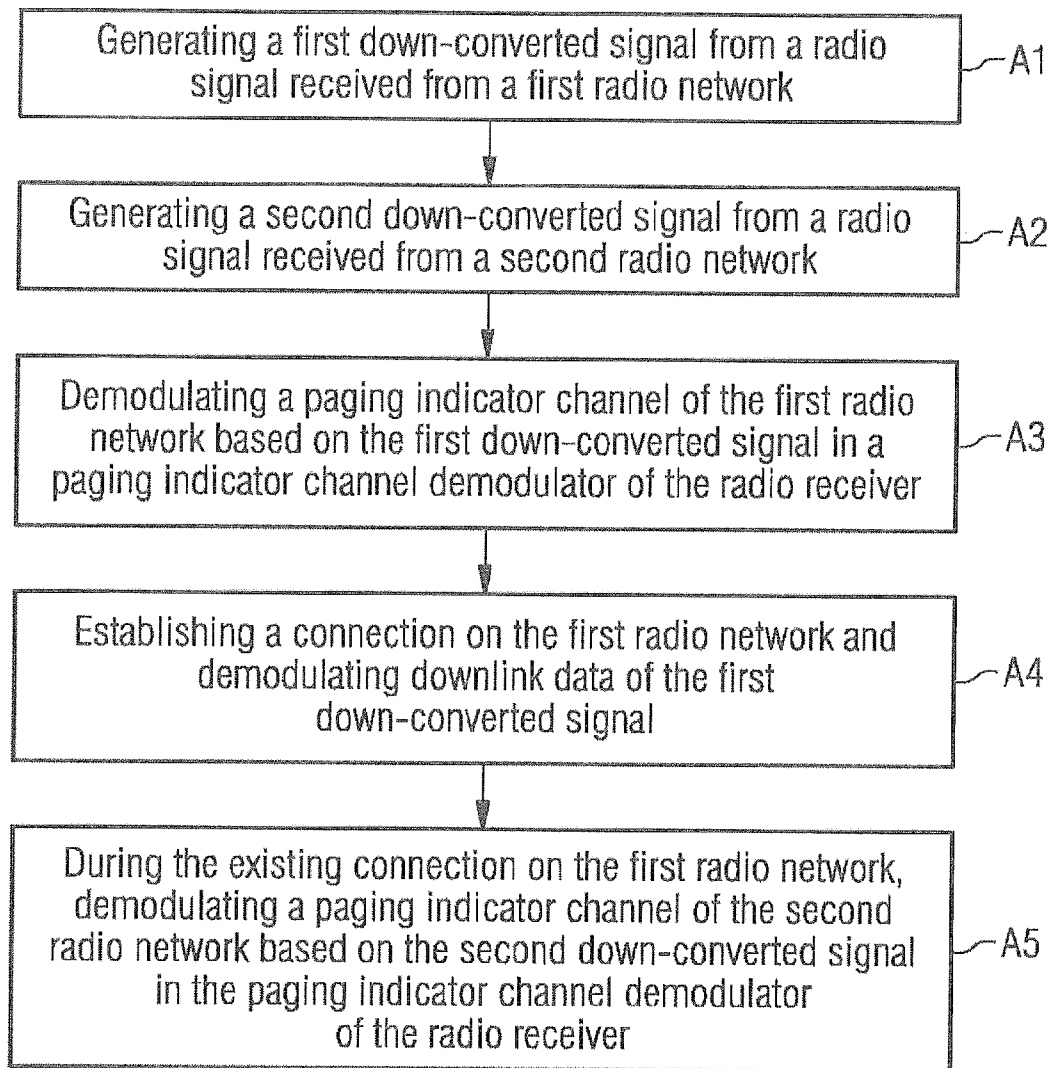 Generating a first down-converted signal from a radio
signal received from a first radio network
A1
Generating a second down-converted signal from a radio
signal received from a second radio network
A2
Demodulating a paging indicator channel of the first radio
network based on the first down-converted signal in a
paging indicator channel demodulator of the radio receiver
A3
Establishing a connection on the first radio network and
demodulating downlink data of the first
down-converted signal
A4
During the existing connection on the first radio network,
demodulating a paging indicator channel of the second
radio network based on the second down-converted signal
in the paging indicator channel demodulator
of the radio receiver
A5